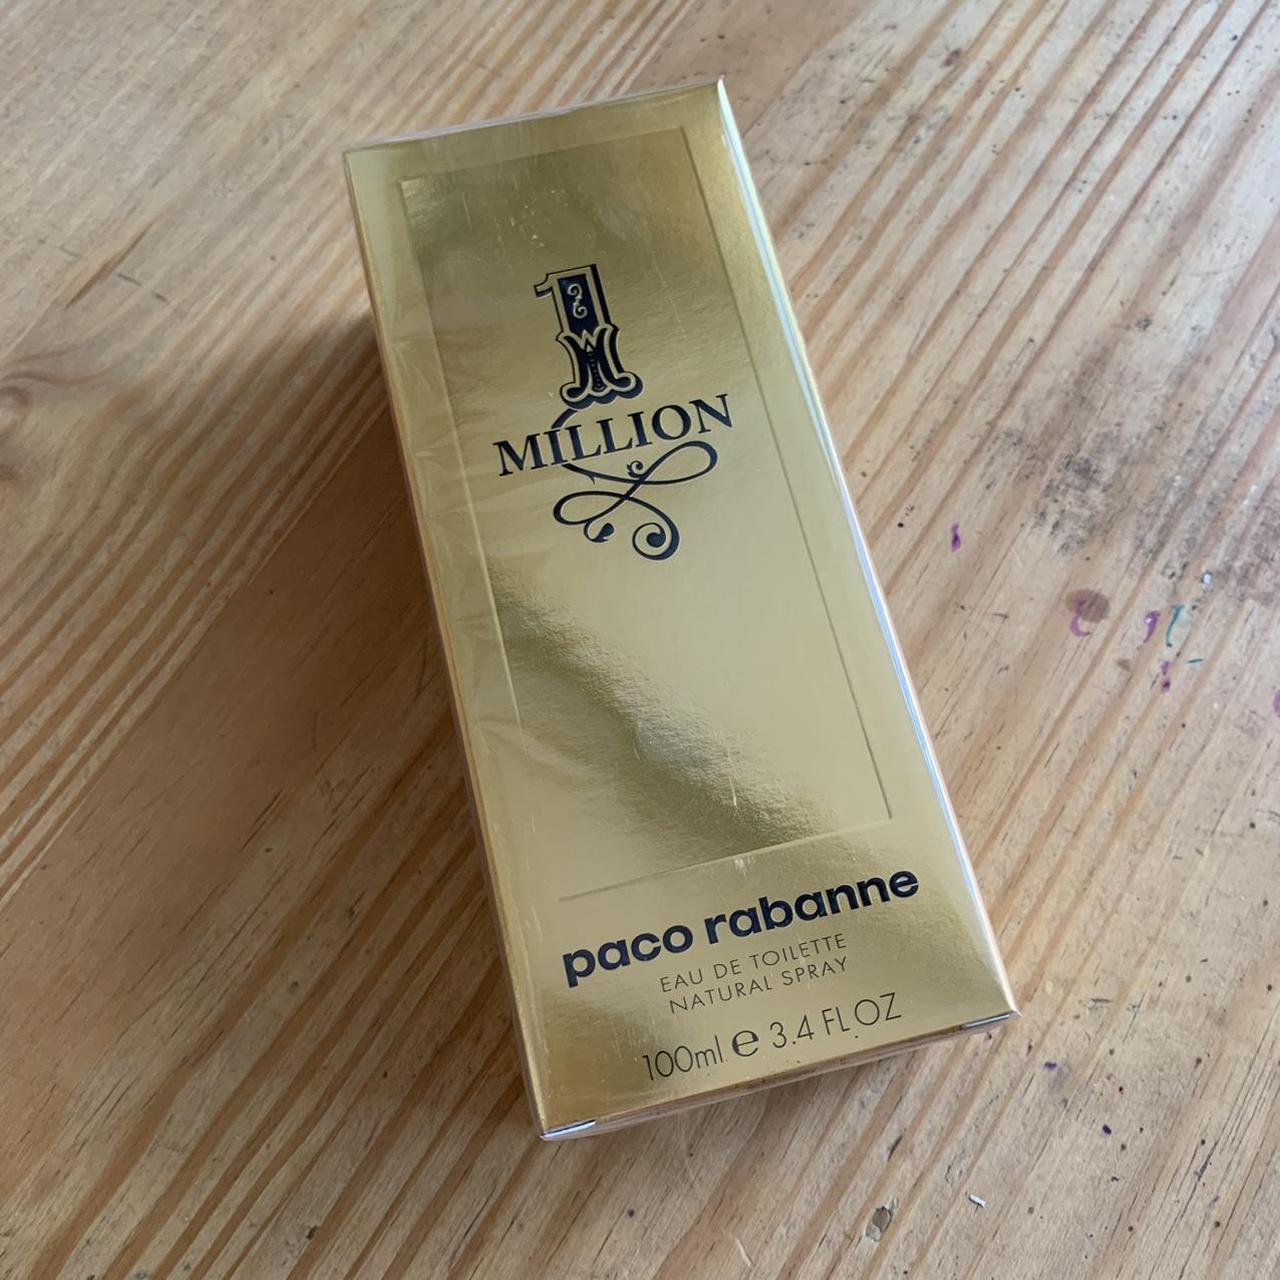 1
MILLION
paco rabanne
EAU DE TOILETTE
NATURAL SPRAY
100ml e 3.4 FL OZ